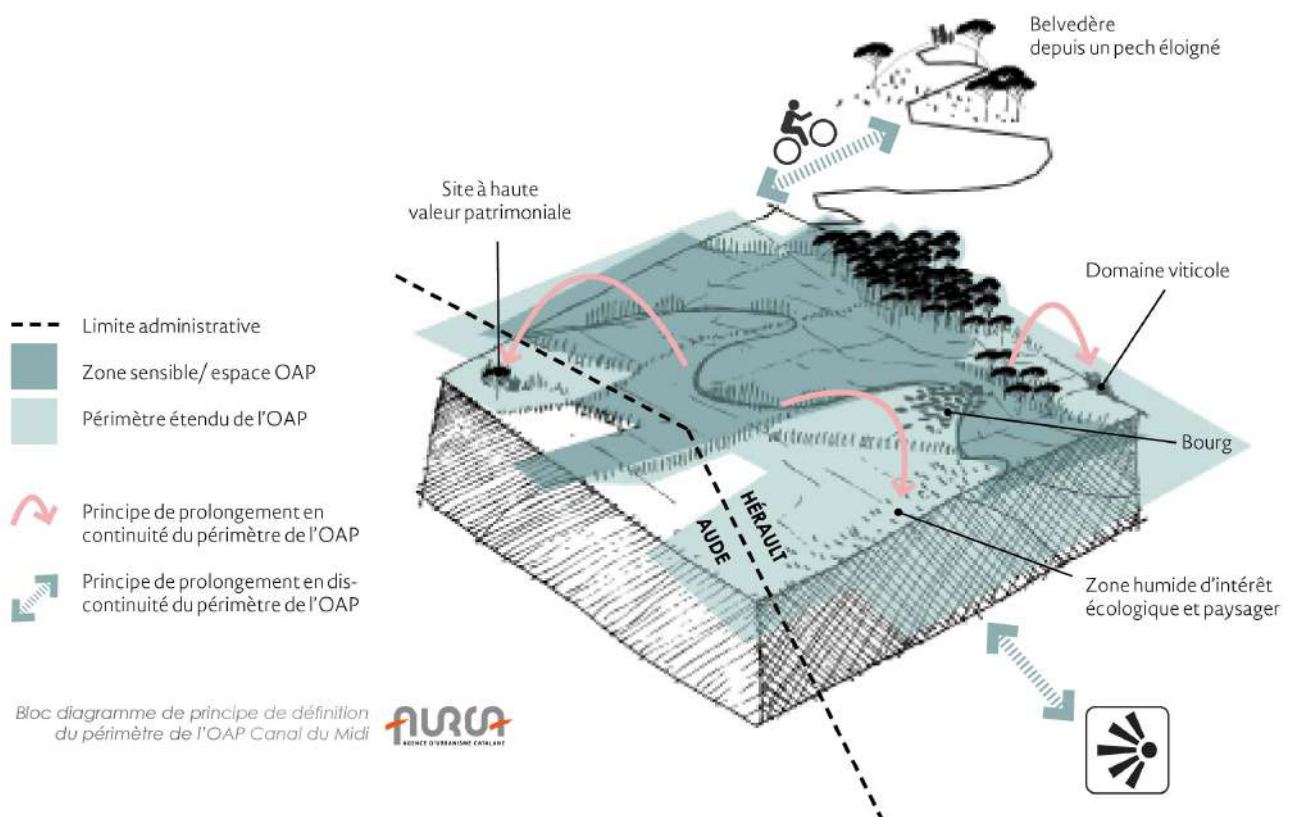 Belvedère
depuis un pech éloigné
Site à haute
valeur patrimoniale
Domaine viticole
Limite administrative
Zone sensible/ espace OAP
Périmètre étendu de l'OAP
Bourg
Principe de prolongement en
continuité du périmètre de l'OAP
HÉRAULT
AUDE
Principe de prolongement en dis-
continuité du périmètre de l'OAP
Zone humide d'intérêt
écologique et paysager
Bloc diagramme de principe de définition
du périmètre de l'OAP Canal du Midi
AURCA
AGENCE D'URBANISME CATALANE